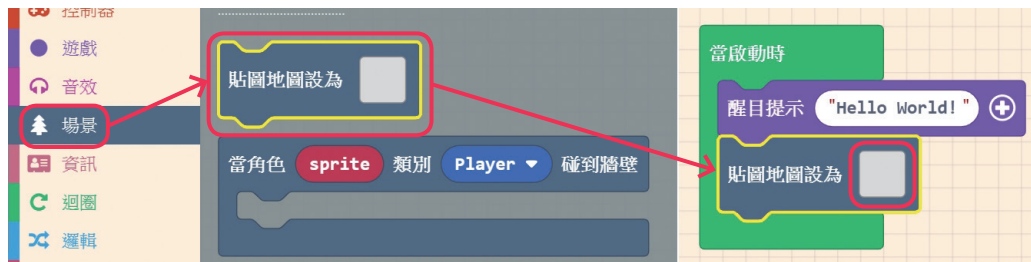 控制器
遊戲
音效
場景
資訊
迴圈
邏輯
貼圖地圖設為
當角色 sprite 類別 Player 碰到牆壁
當啟動時
醒目提示 "Hello World!"
貼圖地圖設為